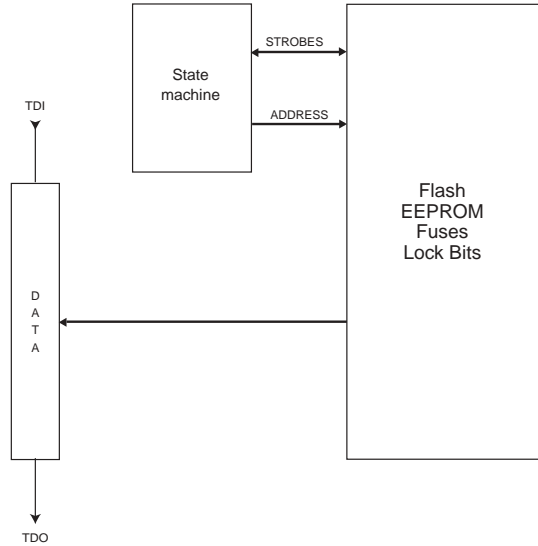 STROBES
State
machine
ADDRESS
TDI
Flash
EEPROM
Fuses
Lock Bits
D
A
T
A
TDO